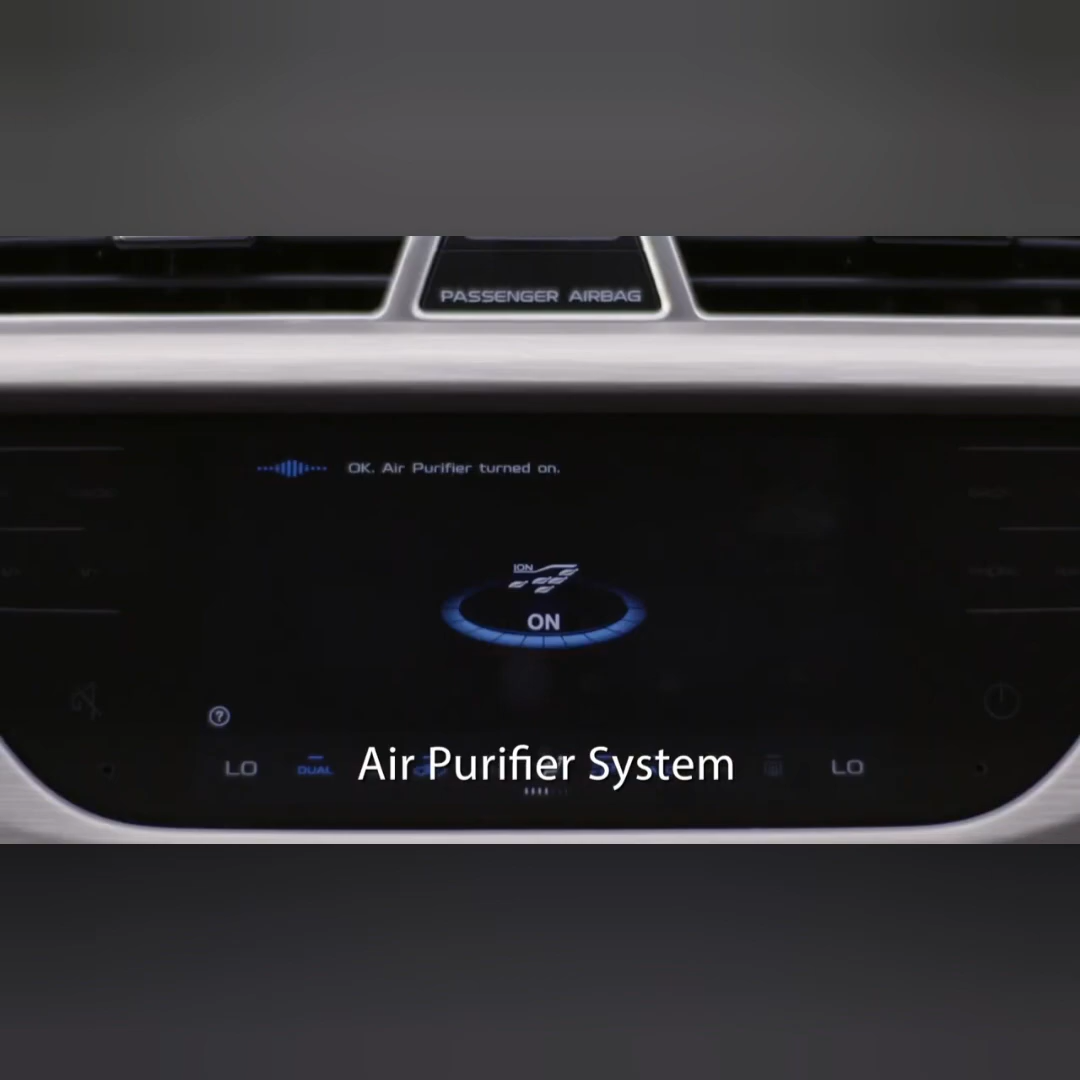 PASSENGER AIRBAG
OK. Air Purifier turned on.
ION
ON
?
LO DUAL Air Purifier System LO